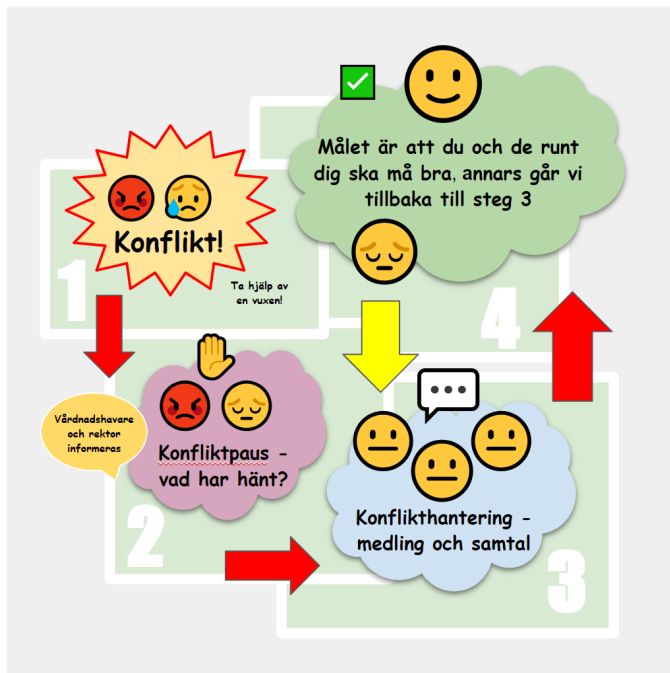 1
Konflikt!
Ta hjälp av
en vuxen!
2
Vårdnadshavare
och rektor
informeras
Konfliktpaus -
vad har hänt?
3
Konflikthantering -
medling och samtal
4
Målet är att du och de runt
dig ska må bra, annars går vi
tillbaka till steg 3